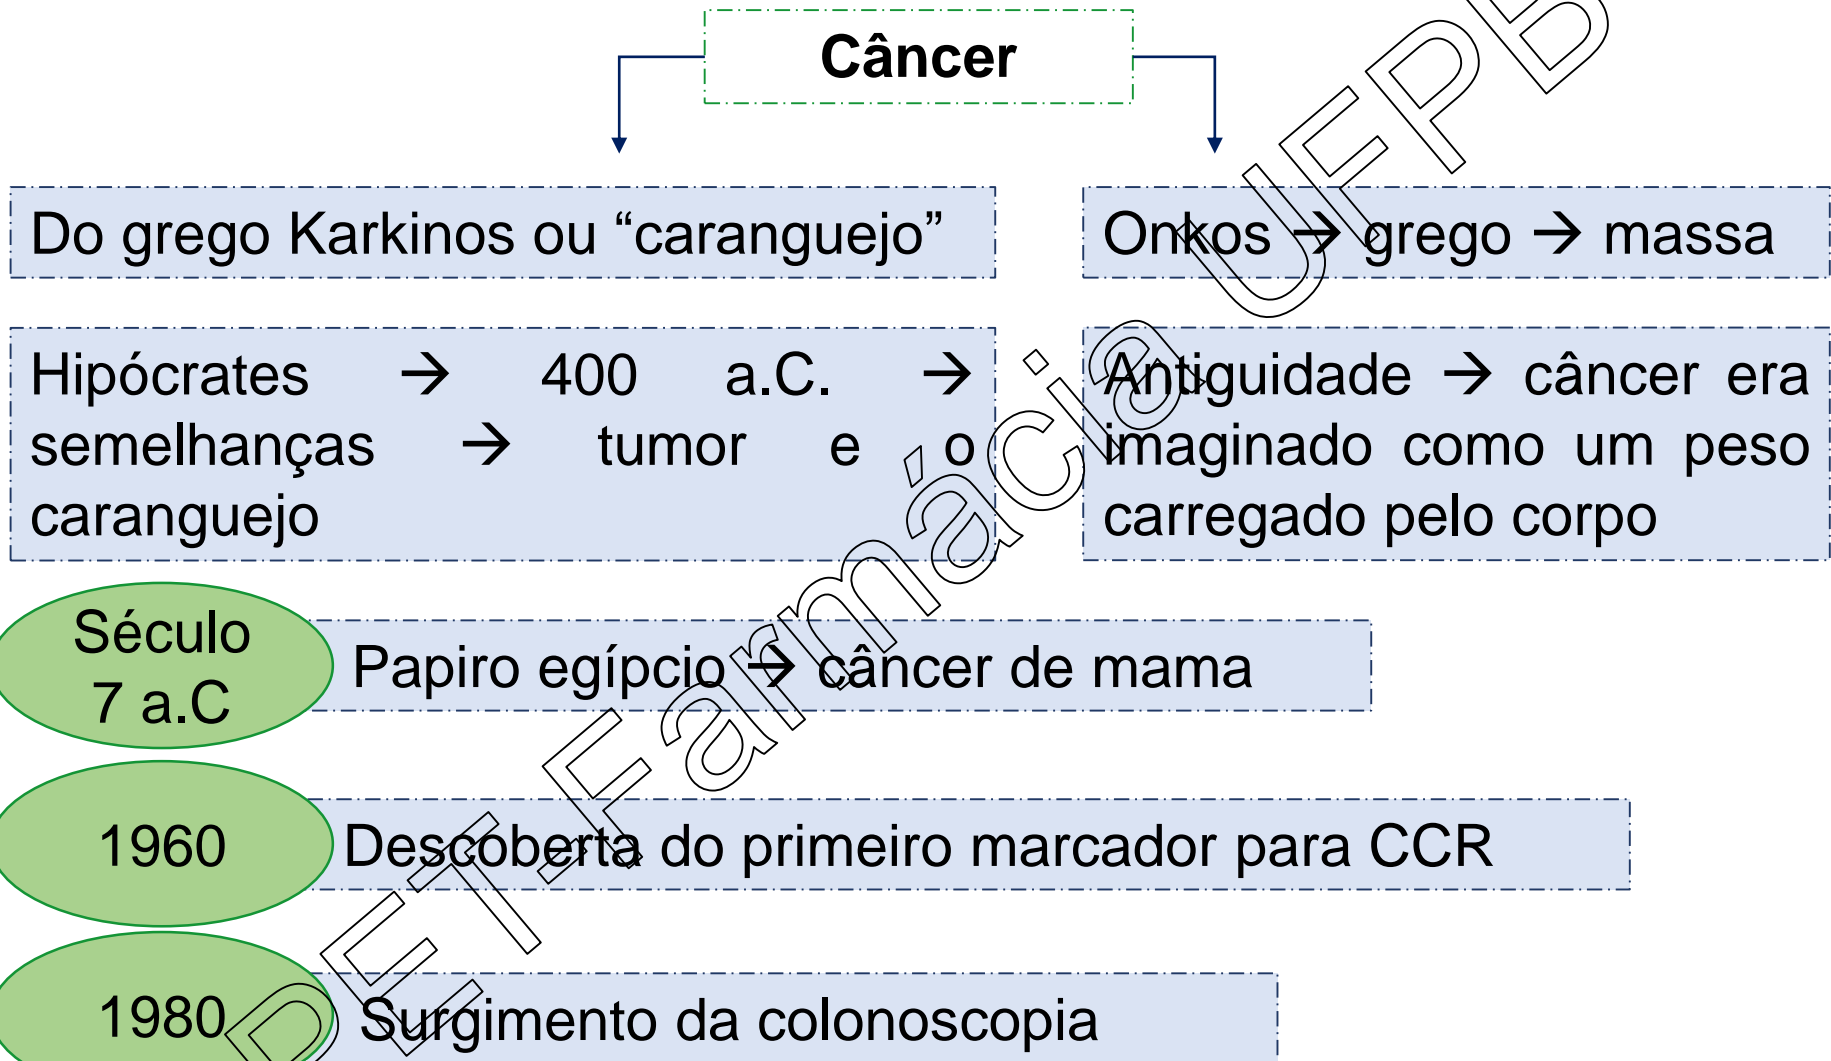 Câncer
Do grego Karkinos ou “caranguejo”
Onkos → grego → massa
Hipócrates → 400 a.C. →
semelhanças → tumor e o
caranguejo
Antiguidade → câncer era
imaginado como um peso
carregado pelo corpo
Século
7 a.C
Papiro egípcio → câncer de mama
1960
Descoberta do primeiro marcador para CCR
1980
Surgimento da colonoscopia
PET-Farmácia UFPB